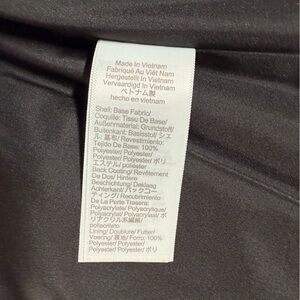 Made In Vietnam
Fabriqué Au Viêt Nam
Hergestellt In Vietnam
Vervaardigd In Vietnam
ベトナム製
hecho en vietnam
Shell: Base Fabric/
Coquille: Tissu De Base/
Außenmaterial: Grundstoff/
Buitenkant: Basisstof/ シェ
ル: 基布/ Revestimiento:
Tejido De Base: 100%
Polyester/ Polyester/
Polyester/ Polyester/ ポリ
エステル/ poliéster
Back Coating/ Revêtement
De Dos/ Hintere
Beschichtung/ Deklaag
Achterkant/ バックコー
ティング/ Recubrimiento
De La Parte Trasera:
Polyacrylate/ Polyacrylique/
Polyacrylat/ Polyacrylaat/ ポ
リアクリル系繊維/
poliacrilato
Lining/ Doublure/ Futter/
Voering/ 裏地/ Forro: 100%
Polyester/ Polyester/
Polyester/ Polyester/ ポリ